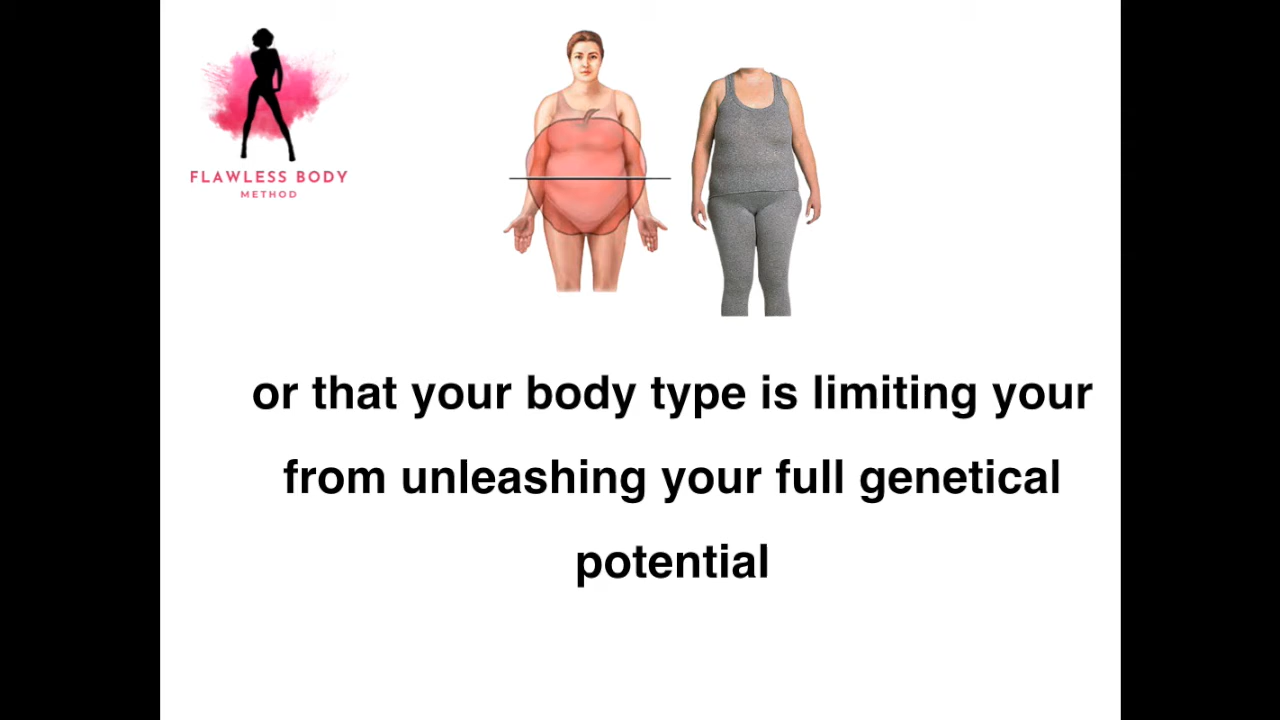 FLAWLESS BODY
METHOD
or that your body type is limiting your
from unleashing your full genetical
potential